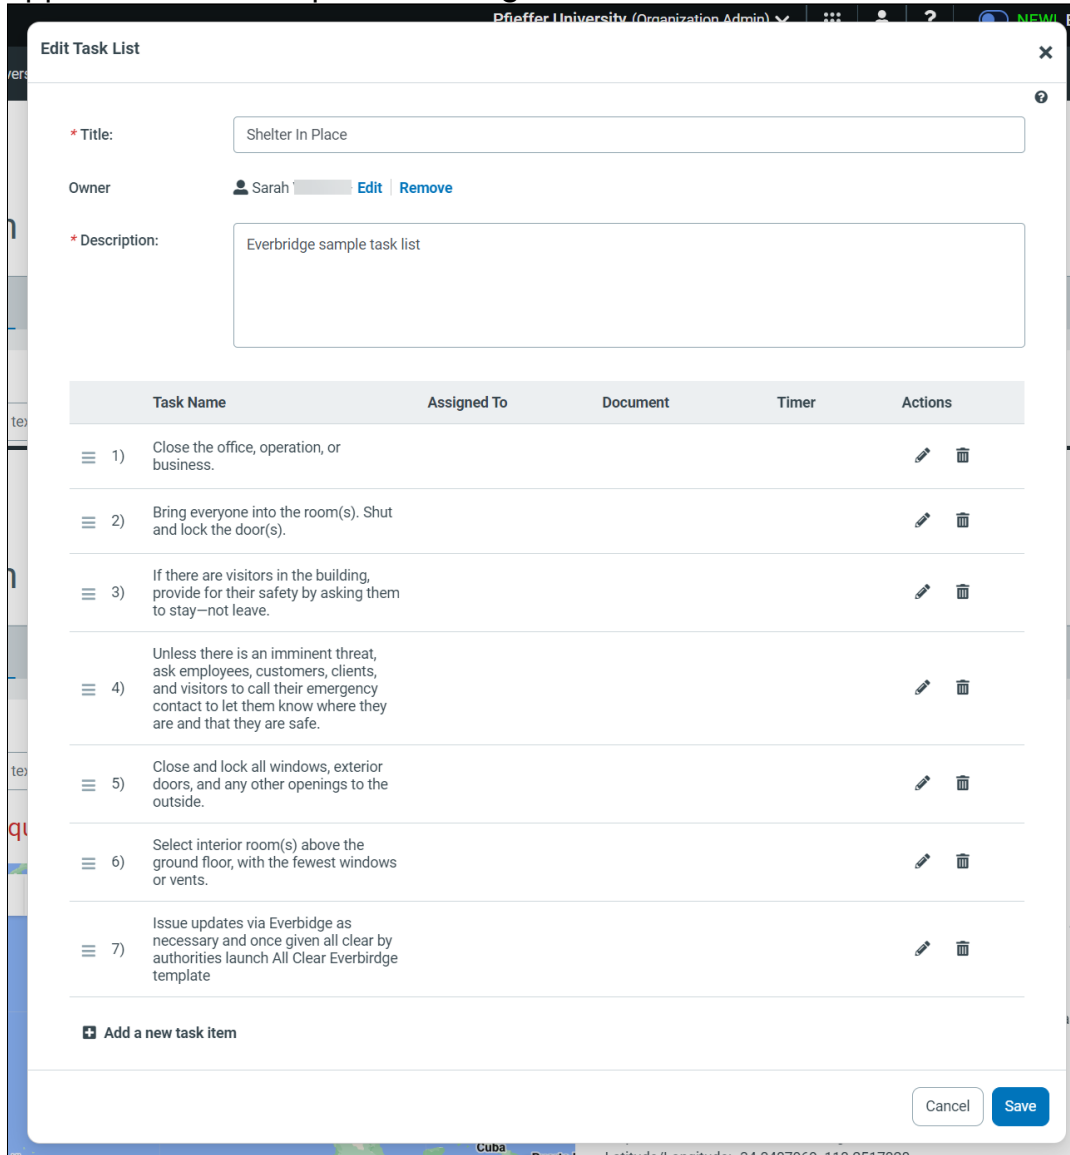 Pfieffer University (Organization Admin)
? NEW!
Edit Task List
* Title: Shelter In Place
Owner Sarah Edit Remove
* Description: Everbridge sample task list
Task Name Assigned To Document Timer Actions
1) Close the office, operation, or
business.
2) Bring everyone into the room(s). Shut
and lock the door(s).
3) If there are visitors in the building,
provide for their safety by asking them
to stay—not leave.
4) Unless there is an imminent threat,
ask employees, customers, clients,
and visitors to call their emergency
contact to let them know where they
are and that they are safe.
5) Close and lock all windows, exterior
doors, and any other openings to the
outside.
6) Select interior room(s) above the
ground floor, with the fewest windows
or vents.
7) Issue updates via Everbidge as
necessary and once given all clear by
authorities launch All Clear Everbirdge
template
Add a new task item
Cancel Save
Cuba